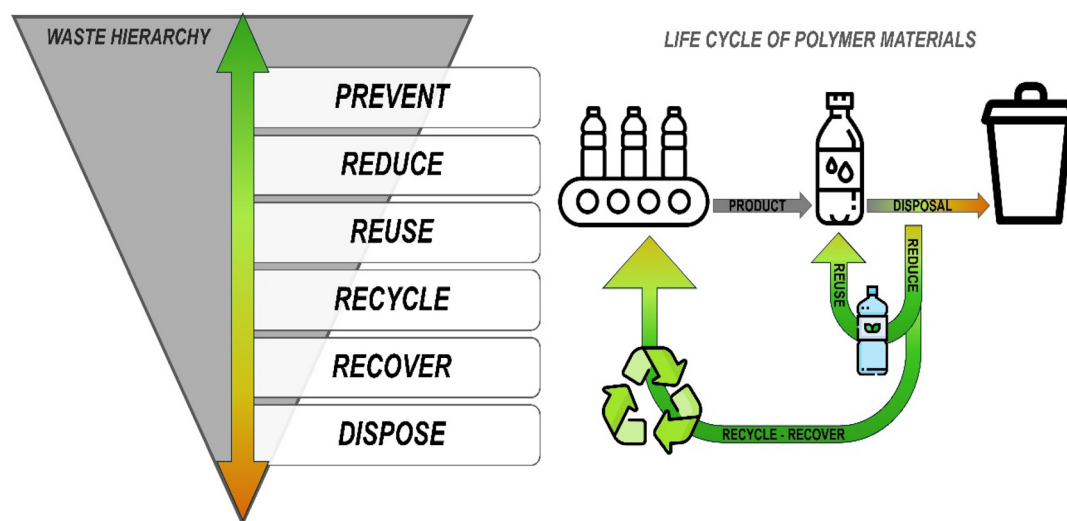 WASTE HIERARCHY
PREVENT
REDUCE
REUSE
RECYCLE
RECOVER
DISPOSE
LIFE CYCLE OF POLYMER MATERIALS
PRODUCT
DISPOSAL
REUSE
REDUCE
RECYCLE - RECOVER